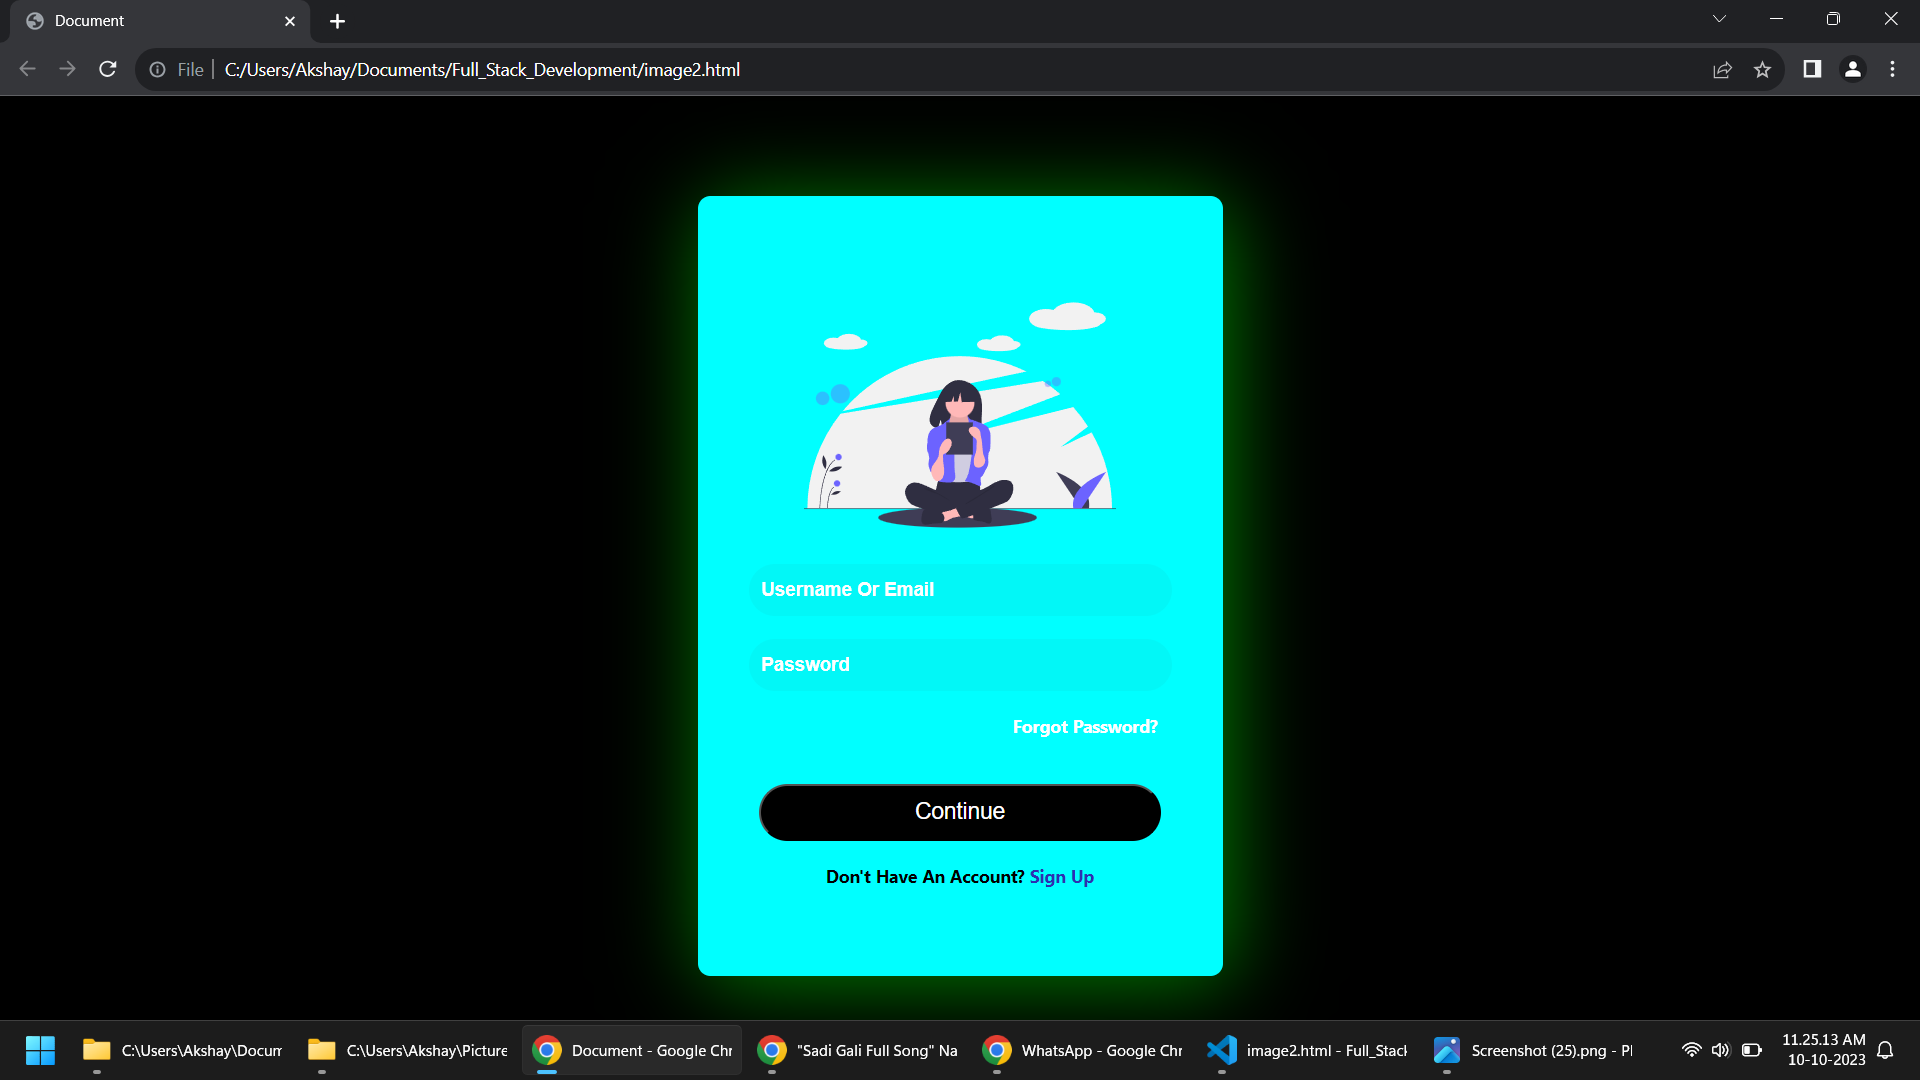 Document
File
C:/Users/Akshay/Documents/Full_Stack_Development/image2.html
Username Or Email
Password
Forgot Password?
Continue
Don't Have An Account? Sign Up
C:\Users\Akshay\Docum
C:\Users\Akshay\Picture
Document - Google Chr
"Sadi Gali Full Song" Na
WhatsApp - Google Chr
image2.html - Full_Stack
Screenshot (25).png - Pl
11.25.13 AM
10-10-2023